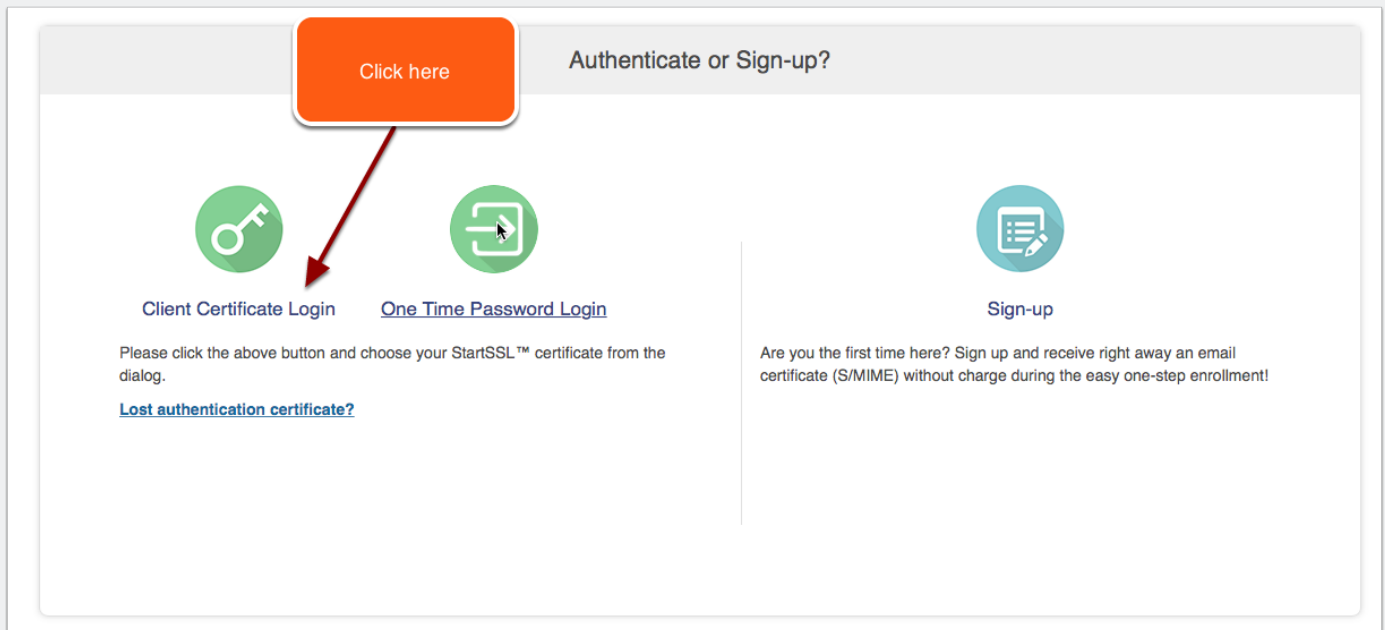 Click here
Authenticate or Sign-up?
Client Certificate Login
One Time Password Login
Please click the above button and choose your StartSSL™ certificate from the
dialog.
Lost authentication certificate?
Sign-up
Are you the first time here? Sign up and receive right away an email
certificate (S/MIME) without charge during the easy one-step enrollment!